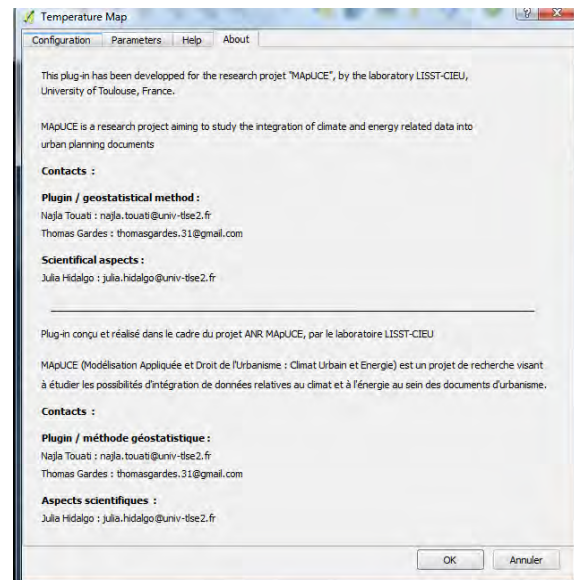 Temperature Map
Configuration Parameters Help About
This plug-in has been developped for the research projet "MApUCE", by the laboratory LISST-CIEU,
University of Toulouse, France.
MApUCE is a research project aiming to study the integration of climate and energy related data into
urban planning documents
Contacts :
Plugin / geostatistical method :
Najla Touati : najla.touati@univ-tlse2.fr
Thomas Gardes : thomasgardes.31@gmail.com
Scientifical aspects :
Julia Hidalgo : julia.hidalgo@univ-tlse2.fr
Plug-in conçu et réalisé dans le cadre du projet ANR MApUCE, par le laboratoire LISST-CIEU
MApUCE (Modélisation Appliquée et Droit de l'Urbanisme : Climat Urbain et Energie) est un projet de recherche visant
à étudier les possibilités d'intégration de données relatives au climat et à l'énergie au sein des documents d'urbanisme.
Contacts :
Plugin / méthode géostatistique :
Najla Touati : najla.touati@univ-tlse2.fr
Thomas Gardes : thomasgardes.31@gmail.com
Aspects scientifiques :
Julia Hidalgo : julia.hidalgo@univ-tlse2.fr
OK Annuler